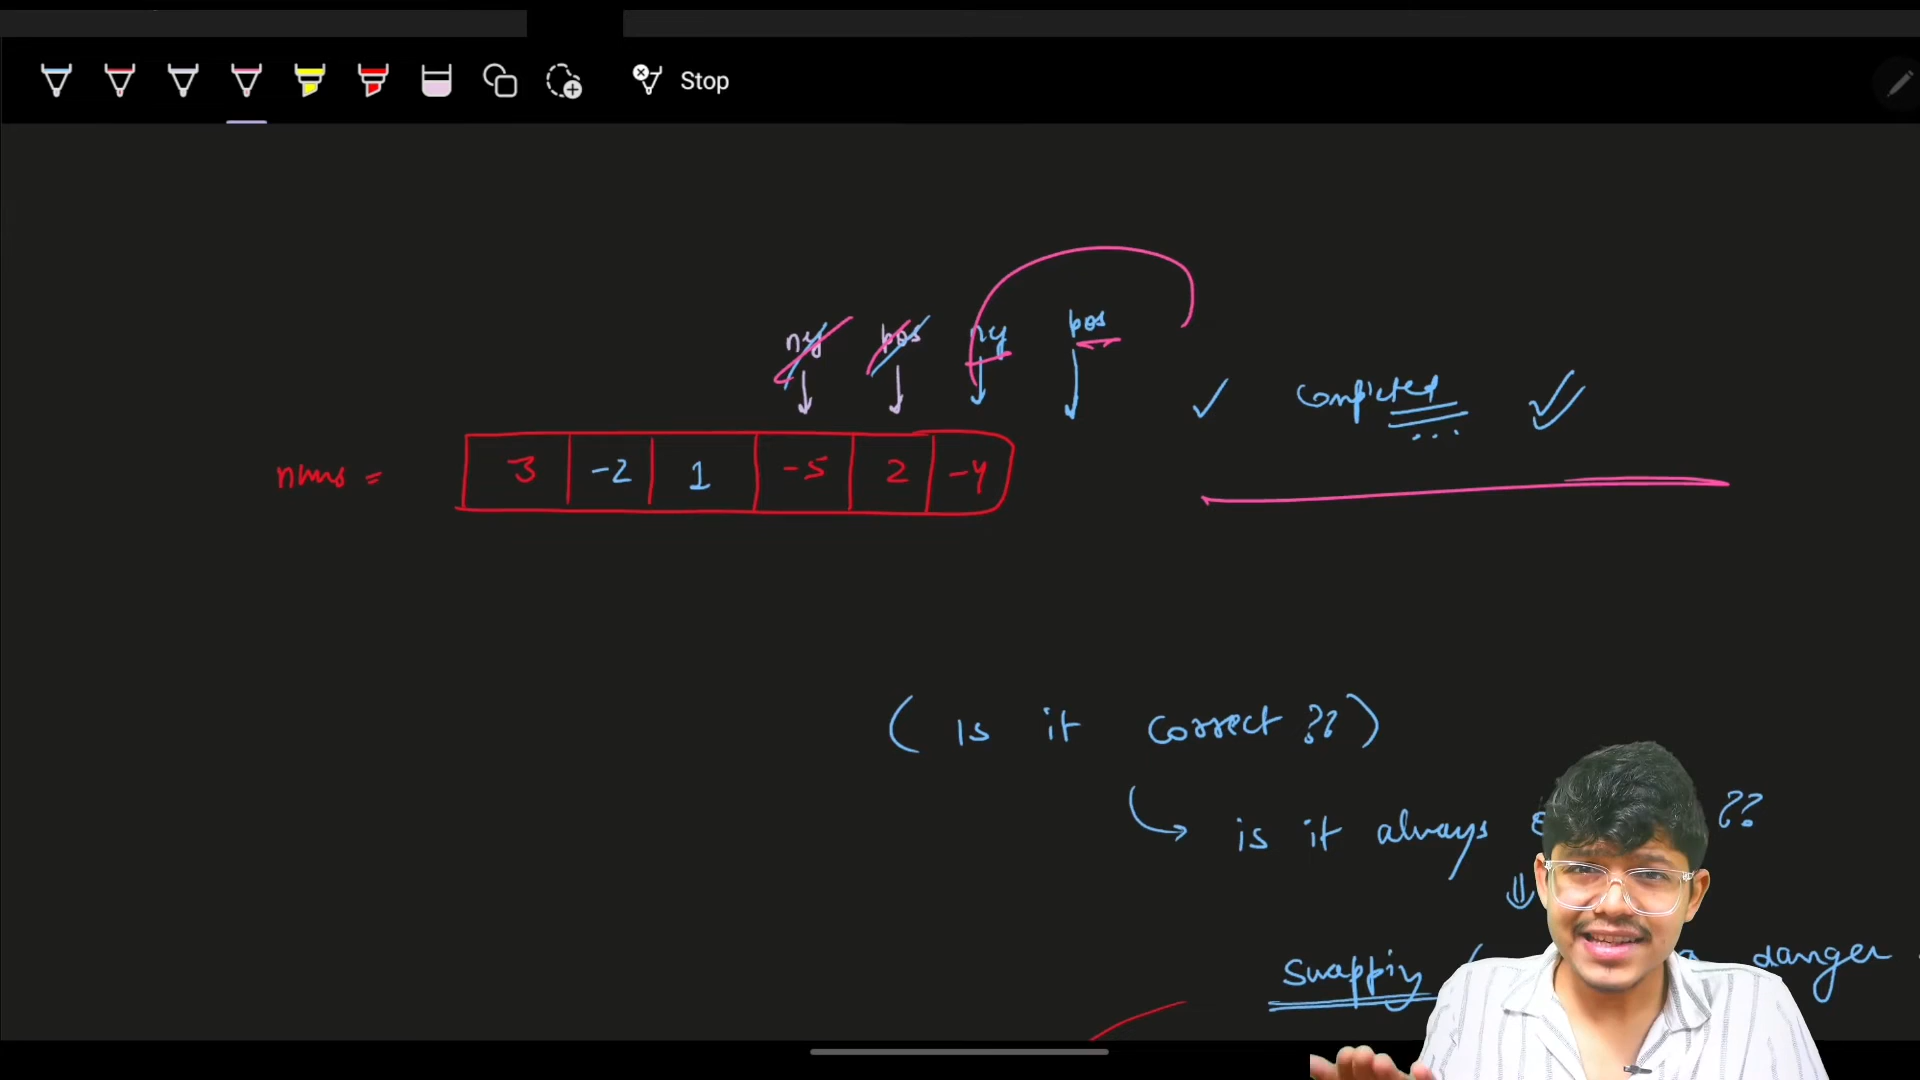 Stop
neg pos neg pos
✓ completed ✓
nums = 3 -2 1 -5 2 -4
( is it correct ?? )
is it always ??
Swapping ( danger